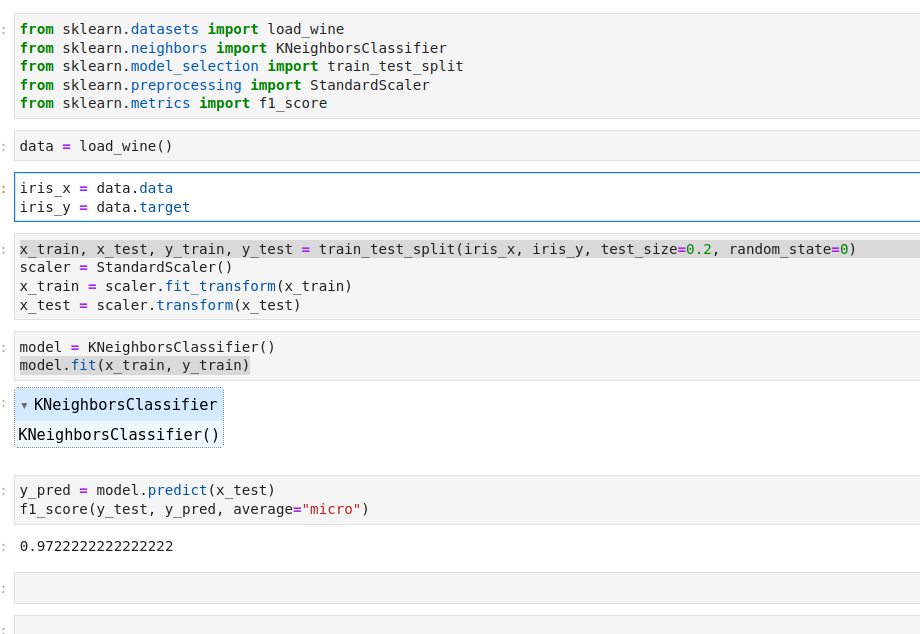 from sklearn.datasets import load_wine
from sklearn.neighbors import KNeighborsClassifier
from sklearn.model_selection import train_test_split
from sklearn.preprocessing import StandardScaler
from sklearn.metrics import f1_score
data = load_wine()
iris_x = data.data
iris_y = data.target
x_train, x_test, y_train, y_test = train_test_split(iris_x, iris_y, test_size=0.2, random_state=0)
scaler = StandardScaler()
x_train = scaler.fit_transform(x_train)
x_test = scaler.transform(x_test)
model = KNeighborsClassifier()
model.fit(x_train, y_train)
▾ KNeighborsClassifier
KNeighborsClassifier()
y_pred = model.predict(x_test)
f1_score(y_test, y_pred, average="micro")
0.9722222222222222